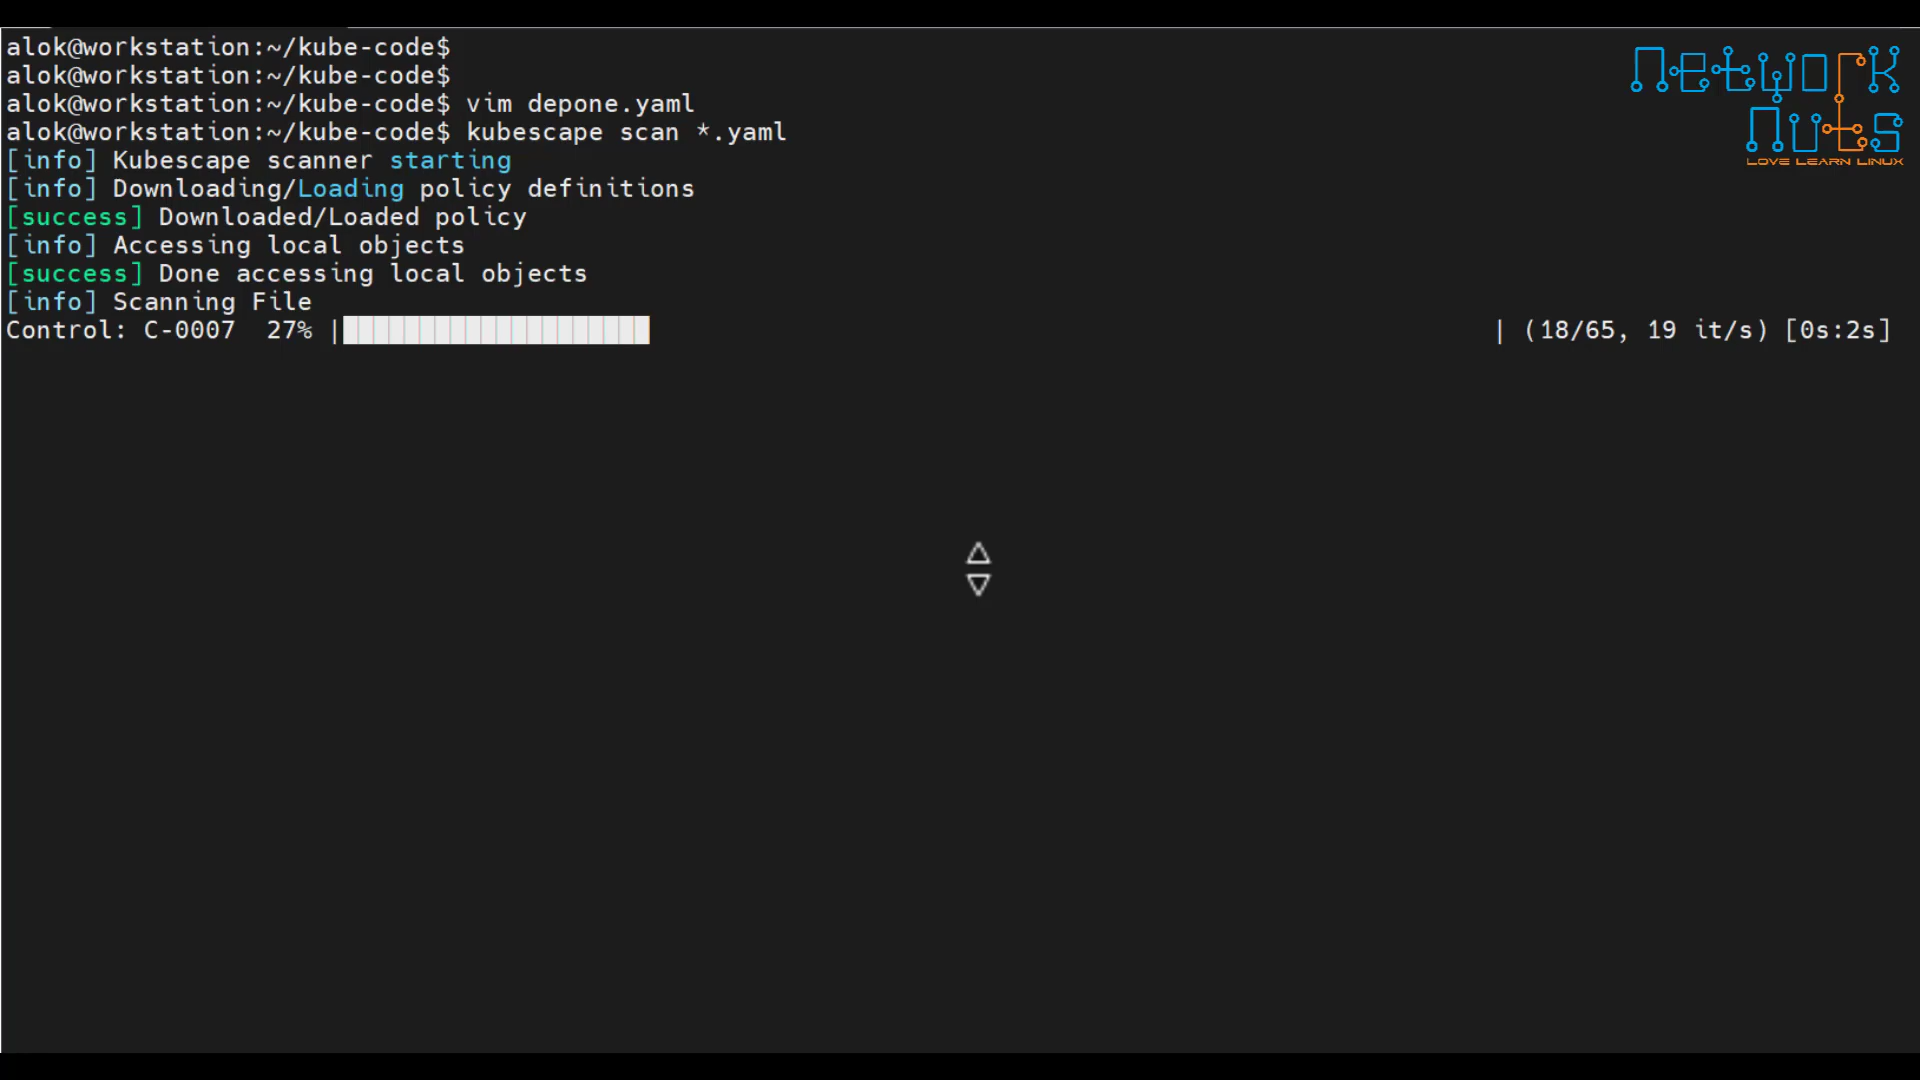 alok@workstation:~/kube-code$
alok@workstation:~/kube-code$
alok@workstation:~/kube-code$ vim depone.yaml
alok@workstation:~/kube-code$ kubescape scan *.yaml
[info] Kubescape scanner starting
[info] Downloading/Loading policy definitions
[success] Downloaded/Loaded policy
[info] Accessing local objects
[success] Done accessing local objects
[info] Scanning File
Control: C-0007  27% | | (18/65, 19 it/s) [0s:2s]
Network
Nuts
LOVE LEARN LINUX